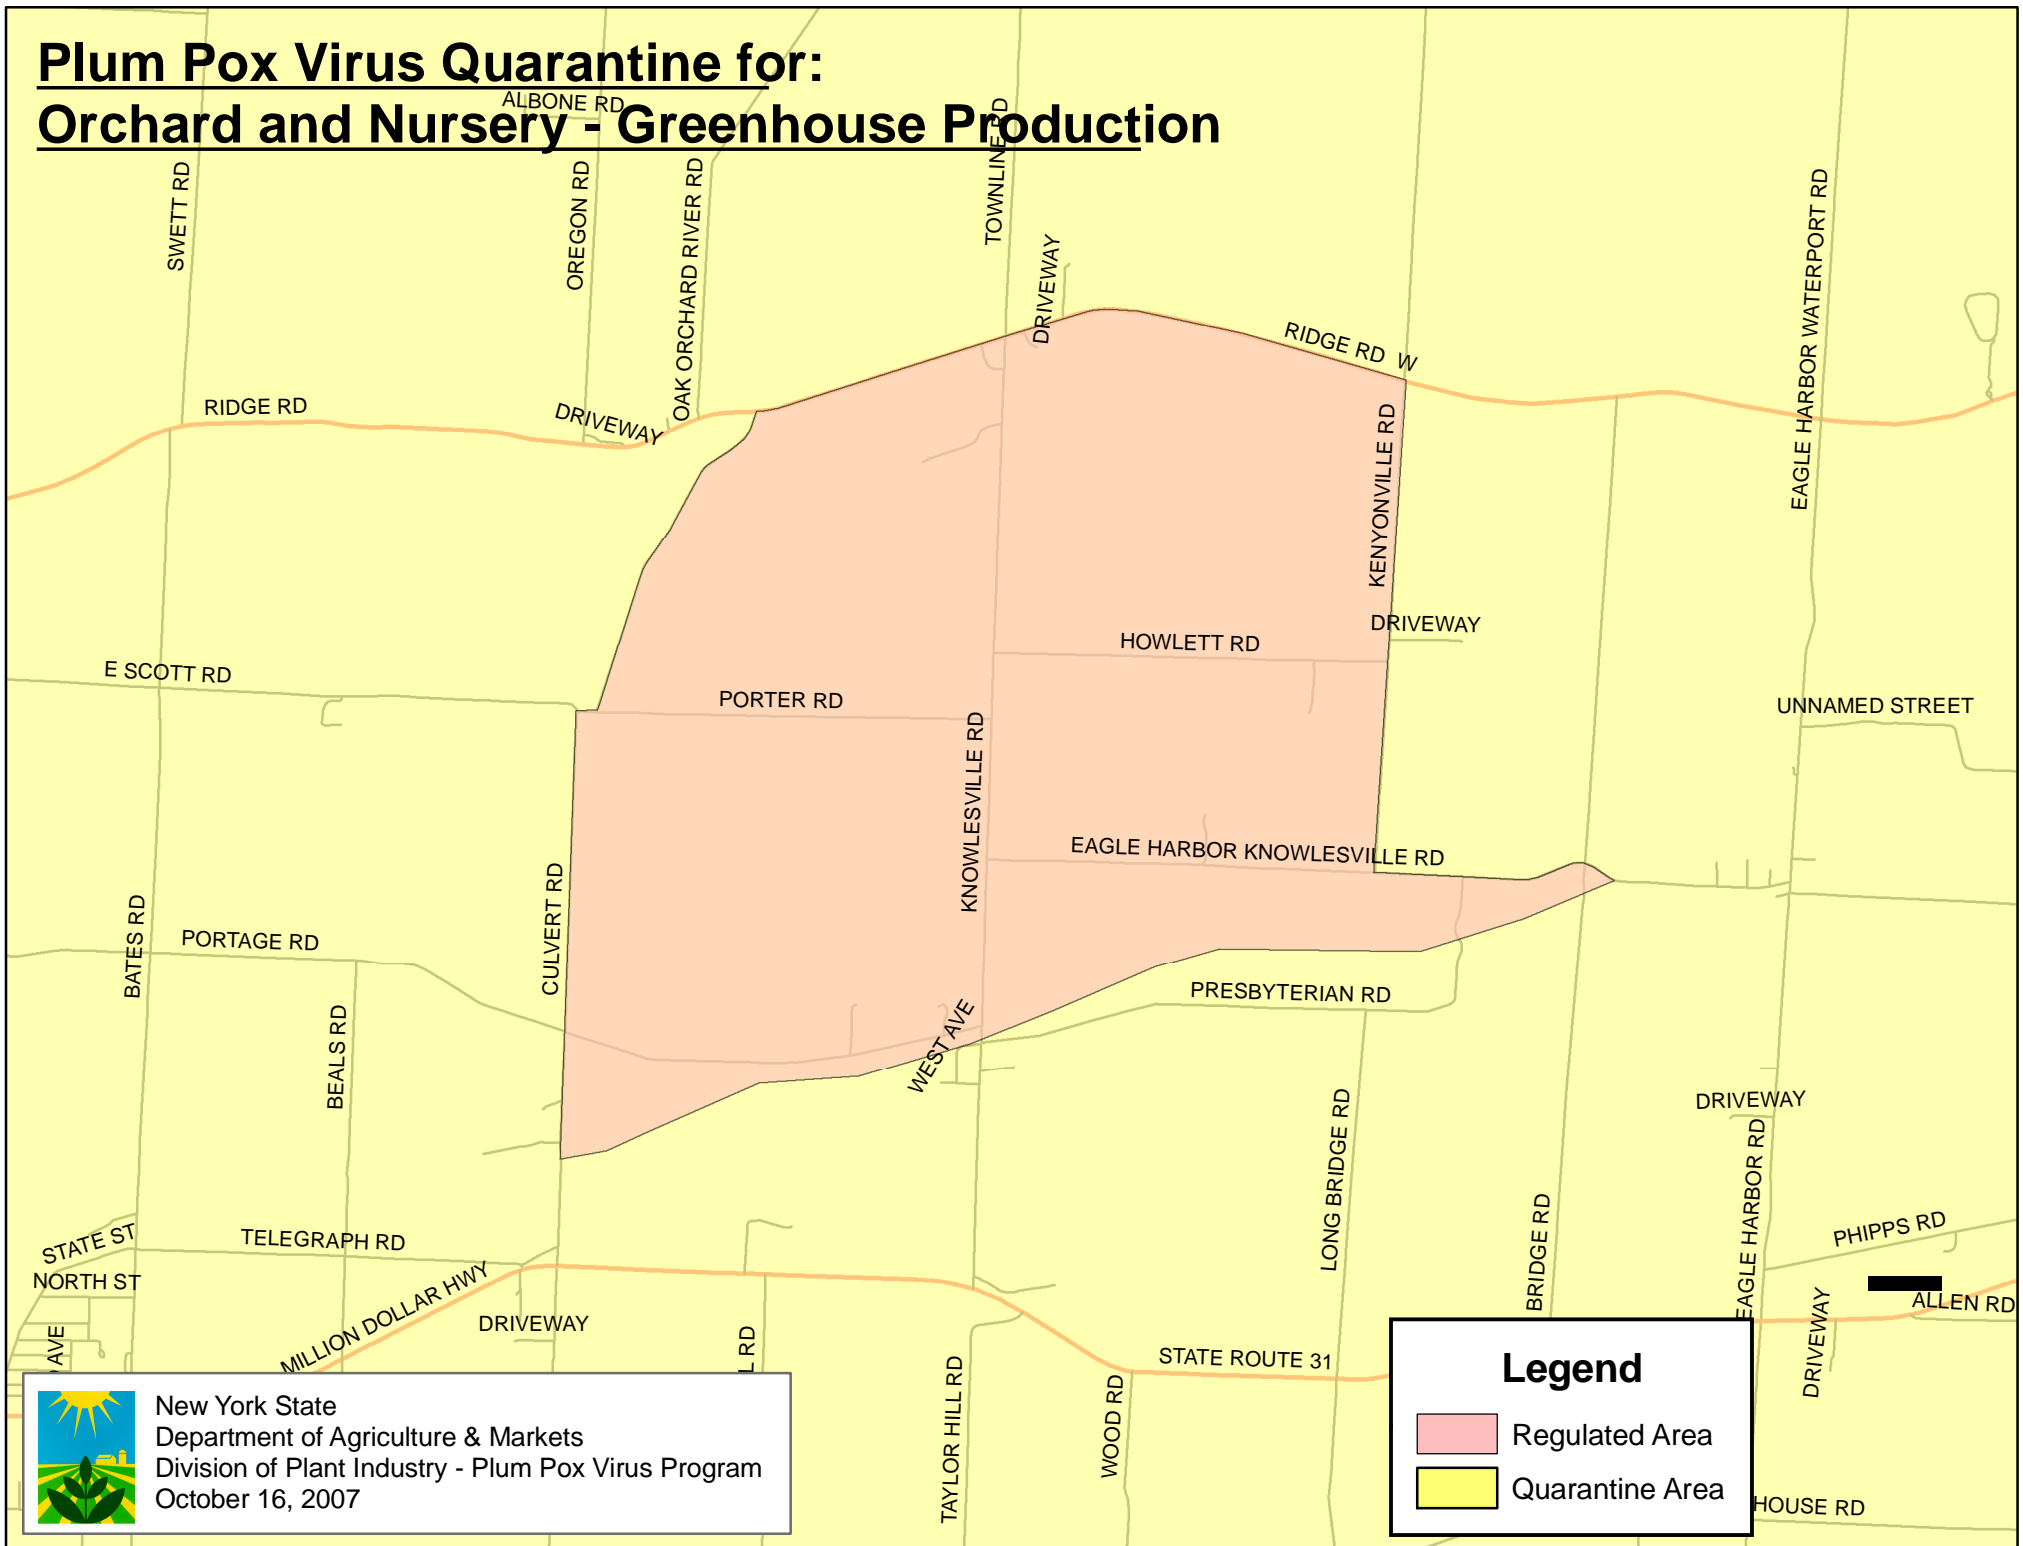 Plum Pox Virus Quarantine for:
Orchard and Nursery - Greenhouse Production
ALBONE RD
SWETT RD
OREGON RD
OAK ORCHARD RIVER RD
TOWNLINE RD
DRIVEWAY
EAGLE HARBOR WATERPORT RD
RIDGE RD W
RIDGE RD
DRIVEWAY
KENYONVILLE RD
DRIVEWAY
HOWLETT RD
E SCOTT RD
PORTER RD
UNNAMED STREET
KNOWLESVILLE RD
EAGLE HARBOR KNOWLESVILLE RD
CULVERT RD
BATES RD
PORTAGE RD
PRESBYTERIAN RD
BEALS RD
WEST AVE
LONG BRIDGE RD
DRIVEWAY
EAGLE HARBOR RD
BRIDGE RD
PHIPPS RD
STATE ST
TELEGRAPH RD
NORTH ST
MILLION DOLLAR HWY
DRIVEWAY
ALLEN RD
DRIVEWAY
AVE
L RD
STATE ROUTE 31
TAYLOR HILL RD
WOOD RD
HOUSE RD
Legend
Regulated Area
Quarantine Area
New York State
Department of Agriculture & Markets
Division of Plant Industry - Plum Pox Virus Program
October 16, 2007